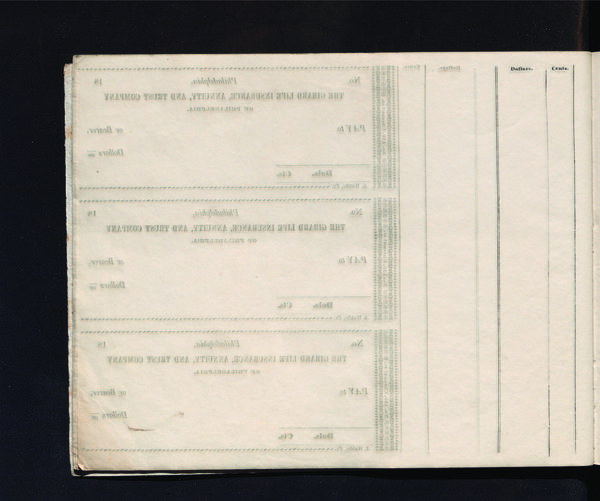 Dollars. Cents.
No. Philadelphia, 18
THE GIRARD LIFE INSURANCE, ANNUITY, AND TRUST COMPANY
OF PHILADELPHIA.
PAY to or Bearer,
Dollars
Dols. Cts.
No. Philadelphia, 18
THE GIRARD LIFE INSURANCE, ANNUITY, AND TRUST COMPANY
OF PHILADELPHIA.
PAY to or Bearer,
Dollars
Dols. Cts.
No. Philadelphia, 18
THE GIRARD LIFE INSURANCE, ANNUITY, AND TRUST COMPANY
OF PHILADELPHIA.
PAY to or Bearer,
Dollars
Dols. Cts.